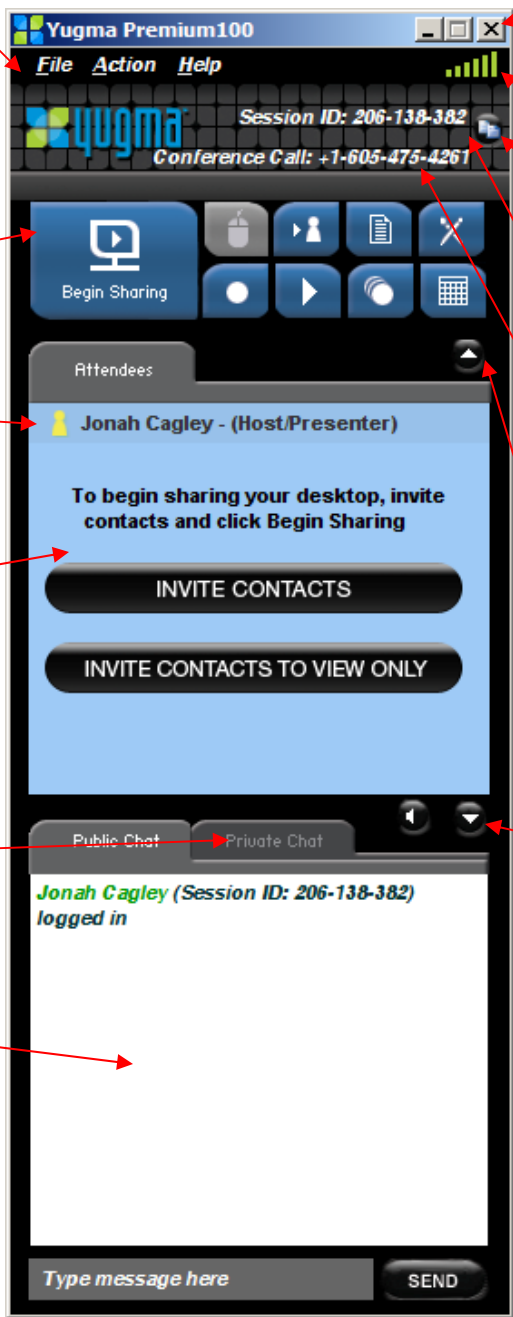 Yugma Premium100
File Action Help
yugma
Session ID: 206-138-382
Conference Call: +1-605-475-4261
Begin Sharing
Attendees
Jonah Cagley - (Host/Presenter)
To begin sharing your desktop, invite
contacts and click Begin Sharing
INVITE CONTACTS
INVITE CONTACTS TO VIEW ONLY
Public Chat Private Chat
Jonah Cagley (Session ID: 206-138-382)
logged in
Type message here SEND